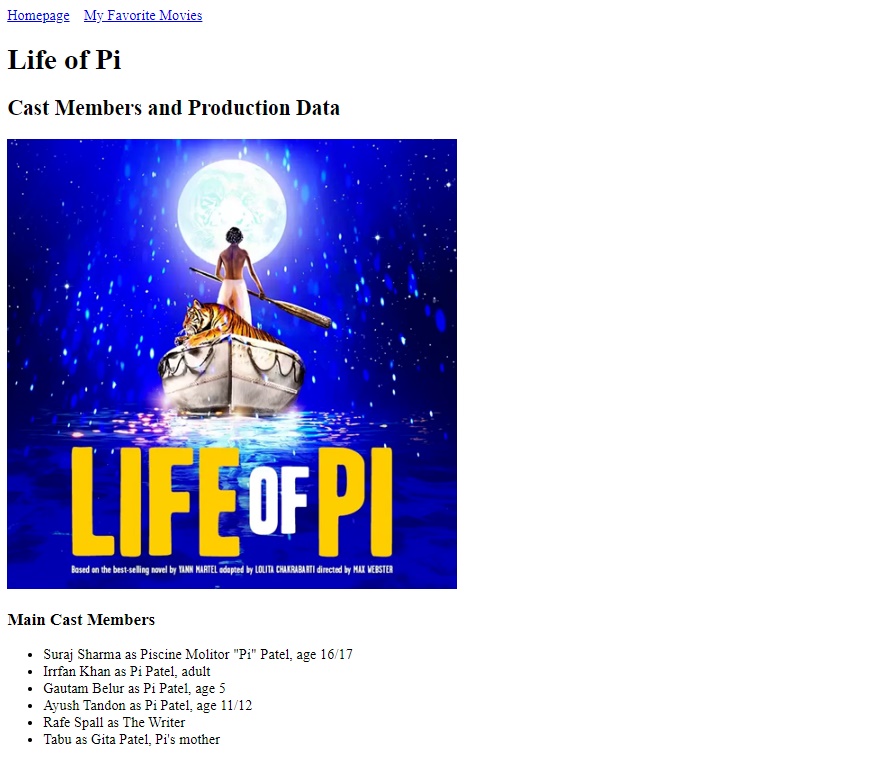 Homepage My Favorite Movies
Life of Pi
Cast Members and Production Data
LIFE OF PI
Based on the best-selling novel by YANN MARTEL adapted by LOLITA CHAKRABARTI directed by MAX WEBSTER
Main Cast Members
• Suraj Sharma as Piscine Molitor "Pi" Patel, age 16/17
• Irrfan Khan as Pi Patel, adult
• Gautam Belur as Pi Patel, age 5
• Ayush Tandon as Pi Patel, age 11/12
• Rafe Spall as The Writer
• Tabu as Gita Patel, Pi's mother